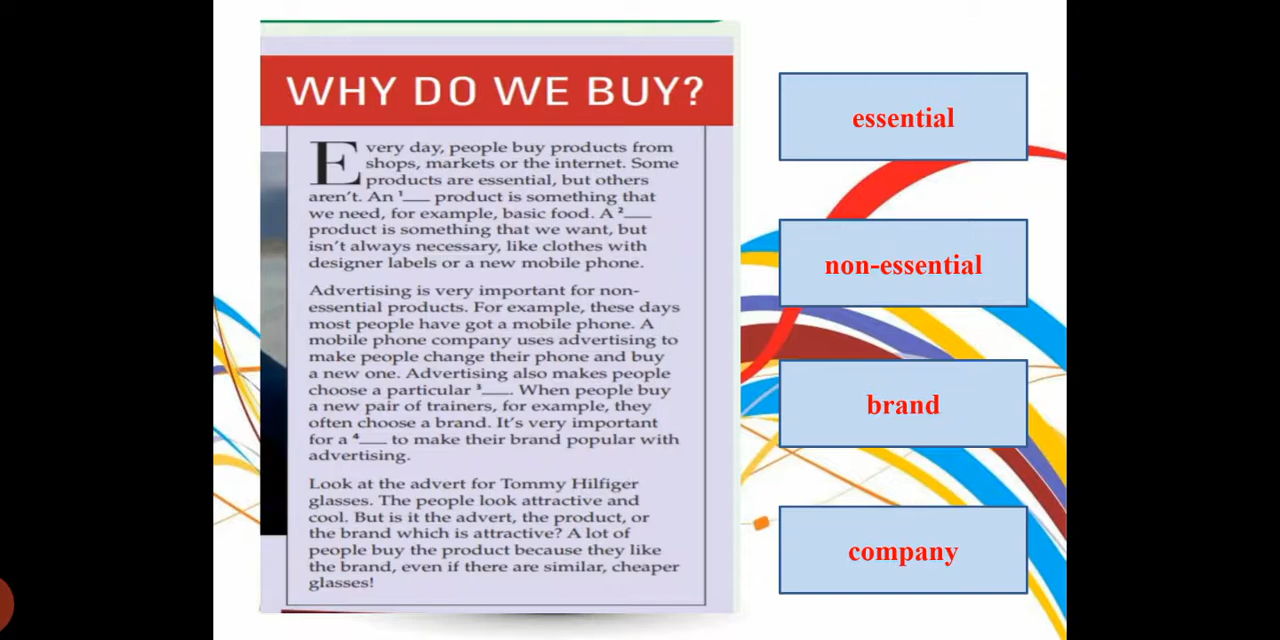 WHY DO WE BUY?
Every day, people buy products from
shops, markets or the internet. Some
products are essential, but others
aren't. An ¹___ product is something that
we need, for example, basic food. A ²___
product is something that we want, but
isn't always necessary, like clothes with
designer labels or a new mobile phone.
Advertising is very important for non-
essential products. For example, these days
most people have got a mobile phone. A
mobile phone company uses advertising to
make people change their phone and buy
a new one. Advertising also makes people
choose a particular ³___. When people buy
a new pair of trainers, for example, they
often choose a brand. It's very important
for a ⁴___ to make their brand popular with
advertising.
Look at the advert for Tommy Hilfiger
glasses. The people look attractive and
cool. But is it the advert, the product, or
the brand which is attractive? A lot of
people buy the product because they like
the brand, even if there are similar, cheaper
glasses!
essential
non-essential
brand
company